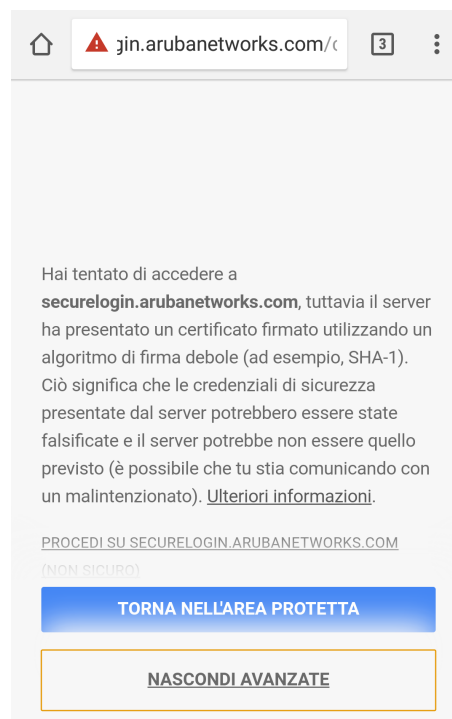 gin.arubanetworks.com/
3
Hai tentato di accedere a
securelogin.arubanetworks.com, tuttavia il server
ha presentato un certificato firmato utilizzando un
algoritmo di firma debole (ad esempio, SHA-1).
Ciò significa che le credenziali di sicurezza
presentate dal server potrebbero essere state
falsificate e il server potrebbe non essere quello
previsto (è possibile che tu stia comunicando con
un malintenzionato). Ulteriori informazioni.
PROCEDI SU SECURELOGIN.ARUBANETWORKS.COM
(NON SICURO)
TORNA NELL'AREA PROTETTA
NASCONDI AVANZATE